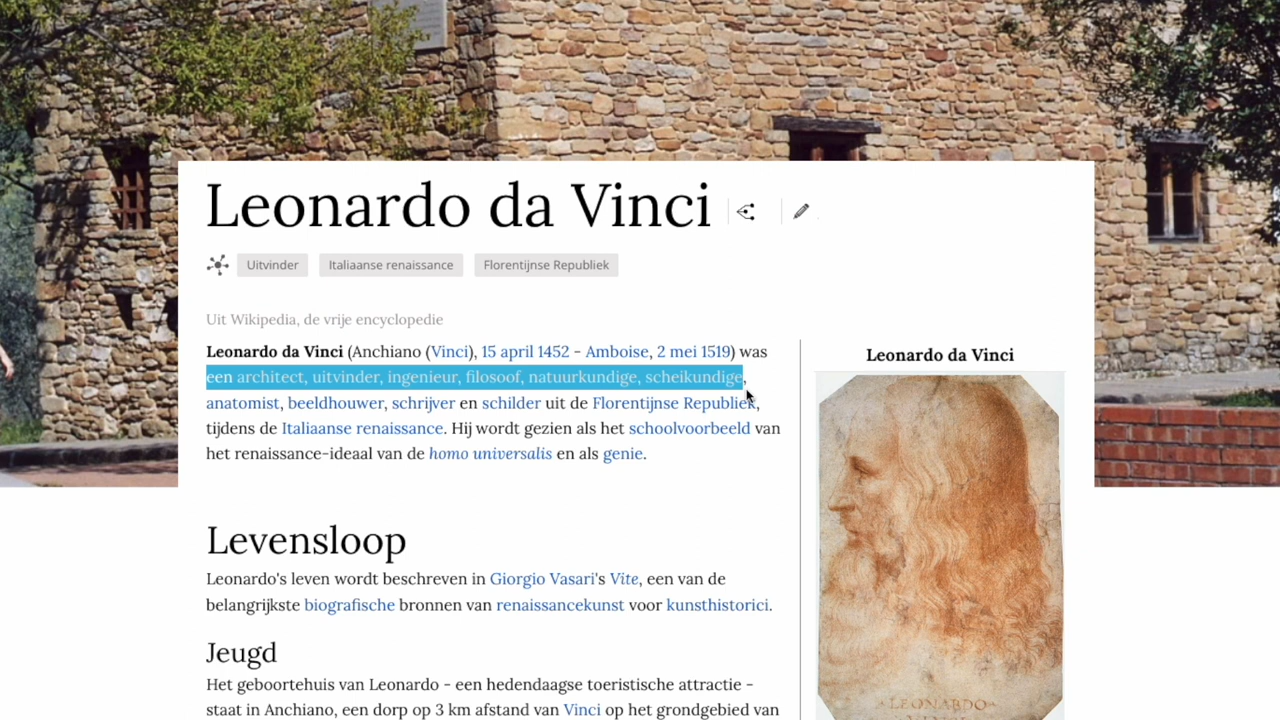 Leonardo da Vinci
Uitvinder
Italiaanse renaissance
Florentijnse Republiek
Uit Wikipedia, de vrije encyclopedie
Leonardo da Vinci (Anchiano (Vinci), 15 april 1452 – Amboise, 2 mei 1519) was
een architect, uitvinder, ingenieur, filosoof, natuurkundige, scheikundige,
anatomist, beeldhouwer, schrijver en schilder uit de Florentijnse Republiek,
tijdens de Italiaanse renaissance. Hij wordt gezien als het schoolvoorbeeld van
het renaissance-ideaal van de homo universalis en als genie.
Levensloop
Leonardo's leven wordt beschreven in Giorgio Vasari's Vite, een van de
belangrijkste biografische bronnen van renaissancekunst voor kunsthistorici.
Jeugd
Het geboortehuis van Leonardo – een hedendaagse toeristische attractie –
staat in Anchiano, een dorp op 3 km afstand van Vinci op het grondgebied van
Leonardo da Vinci
LEONARDO